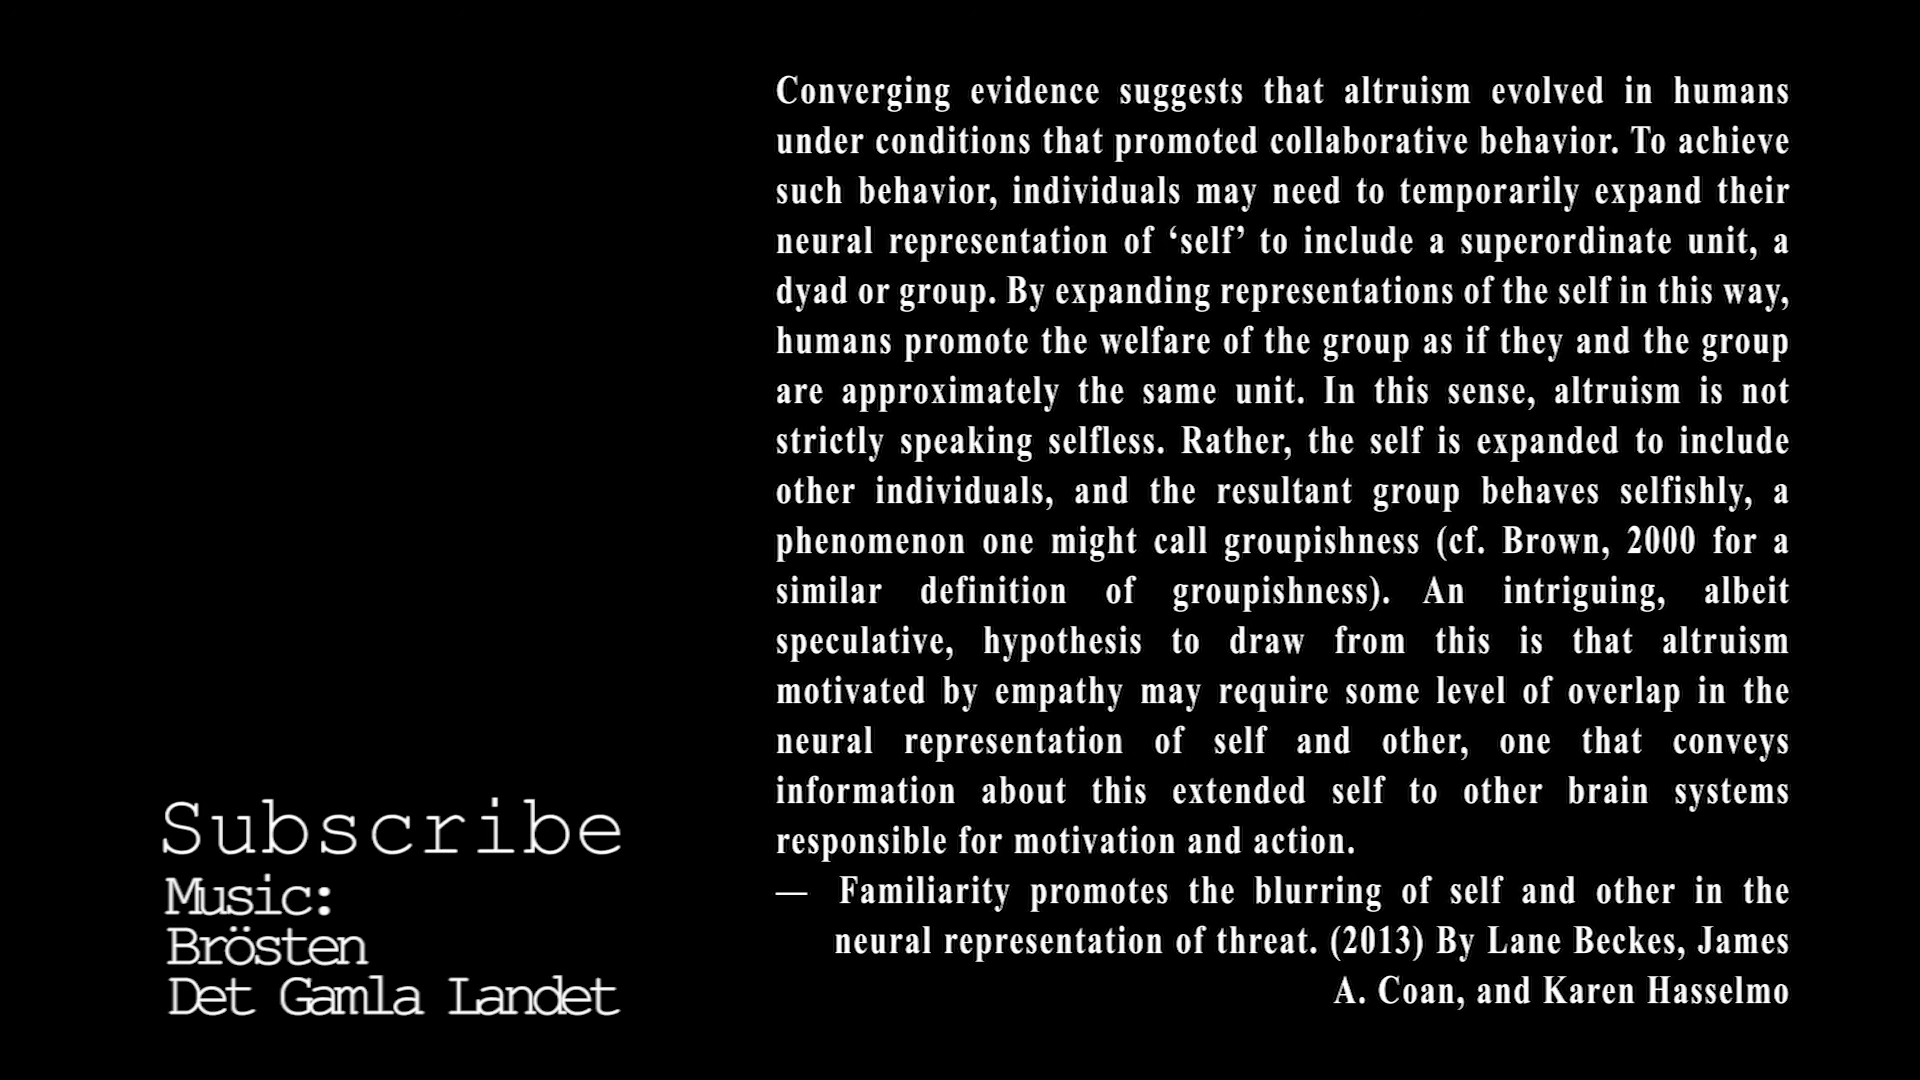 Converging evidence suggests that altruism evolved in humans
under conditions that promoted collaborative behavior. To achieve
such behavior, individuals may need to temporarily expand their
neural representation of ‘self’ to include a superordinate unit, a
dyad or group. By expanding representations of the self in this way,
humans promote the welfare of the group as if they and the group
are approximately the same unit. In this sense, altruism is not
strictly speaking selfless. Rather, the self is expanded to include
other individuals, and the resultant group behaves selfishly, a
phenomenon one might call groupishness (cf. Brown, 2000 for a
similar definition of groupishness). An intriguing, albeit
speculative, hypothesis to draw from this is that altruism
motivated by empathy may require some level of overlap in the
neural representation of self and other, one that conveys
information about this extended self to other brain systems
responsible for motivation and action.
— Familiarity promotes the blurring of self and other in the
neural representation of threat. (2013) By Lane Beckes, James
A. Coan, and Karen Hasselmo
Subscribe
Music:
Brösten
Det Gamla Landet